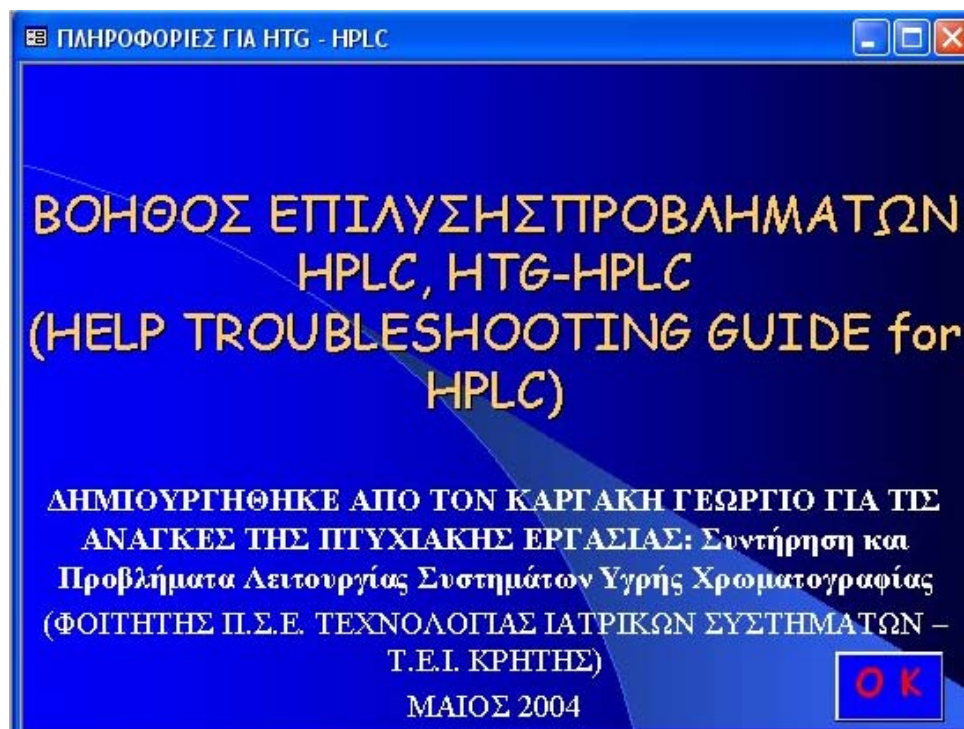 ΠΛΗΡΟΦΟΡΙΕΣ ΓΙΑ HTG - HPLC
ΒΟΗΘΟΣ ΕΠΙΛΥΣΗΣΠΡΟΒΛΗΜΑΤΩΝ
HPLC, HTG-HPLC
(HELP TROUBLESHOOTING GUIDE for
HPLC)
ΔΗΜΙΟΥΡΓΗΘΗΚΕ ΑΠΟ ΤΟΝ ΚΑΡΓΑΚΗ ΓΕΩΡΓΙΟ ΓΙΑ ΤΙΣ
ΑΝΑΓΚΕΣ ΤΗΣ ΠΤΥΧΙΑΚΗΣ ΕΡΓΑΣΙΑΣ: Συντήρηση και
Προβλήματα Λειτουργίας Συστημάτων Υγρής Χρωματογραφίας
(ΦΟΙΤΗΤΗΣ Π.Σ.Ε. ΤΕΧΝΟΛΟΓΙΑΣ ΙΑΤΡΙΚΩΝ ΣΥΣΤΗΜΑΤΩΝ –
Τ.Ε.Ι. ΚΡΗΤΗΣ)
ΜΑΙΟΣ 2004
OK